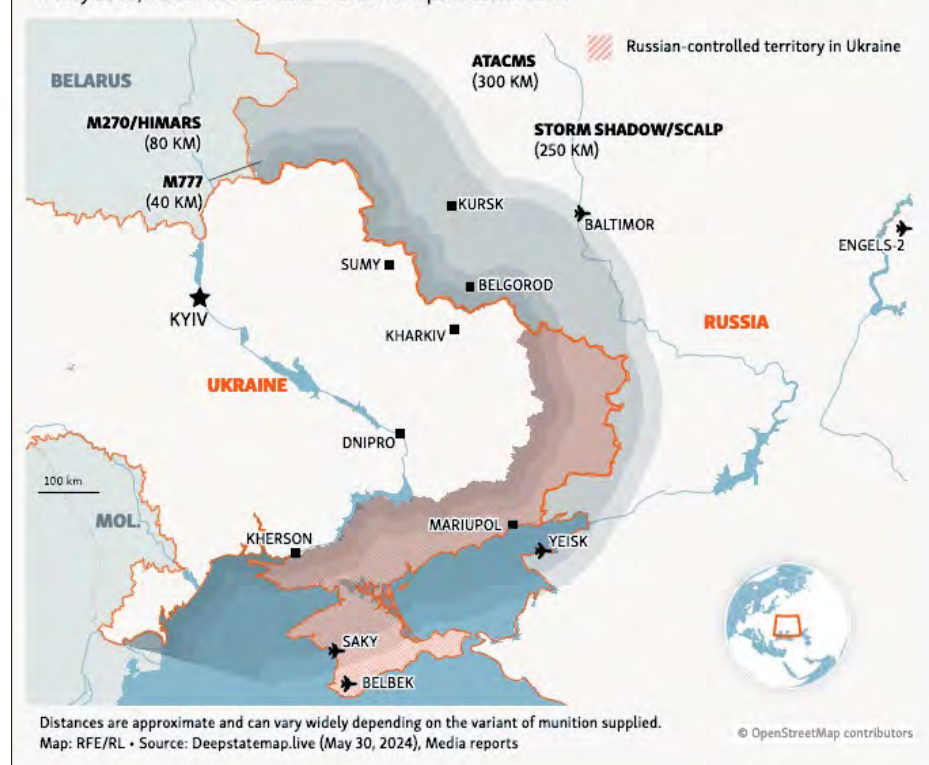 Russian-controlled territory in Ukraine
ATACMS
(300 KM)
BELARUS
M270/HIMARS
(80 KM)
STORM SHADOW/SCALP
(250 KM)
M777
(40 KM)
KURSK
BALTIMOR
ENGELS-2
SUMY
BELGOROD
KYIV
KHARKIV
RUSSIA
UKRAINE
DNIPRO
100 km
MOL.
MARIUPOL
KHERSON
YEISK
SAKY
BELBEK
Distances are approximate and can vary widely depending on the variant of munition supplied.
Map: RFE/RL • Source: Deepstatemap.live (May 30, 2024), Media reports
© OpenStreetMap contributors